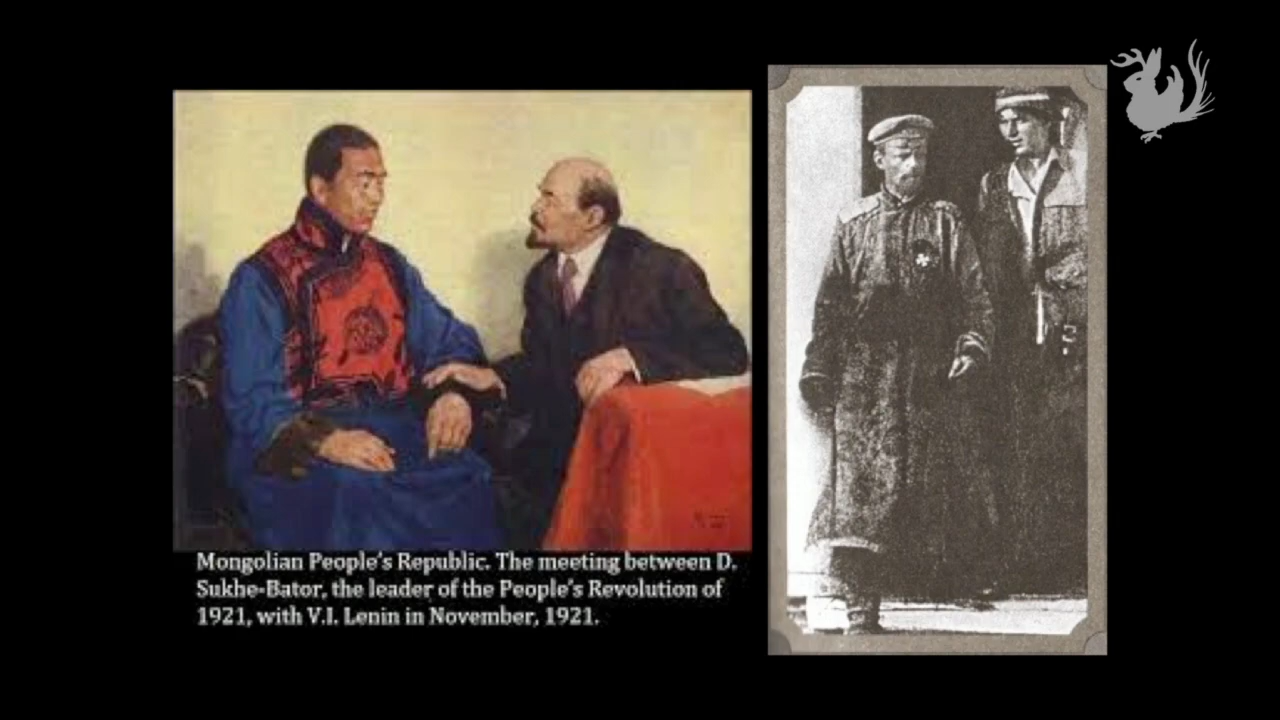 Mongolian People's Republic. The meeting between D.
Sukhe-Bator, the leader of the People's Revolution of
1921, with V.I. Lenin in November, 1921.